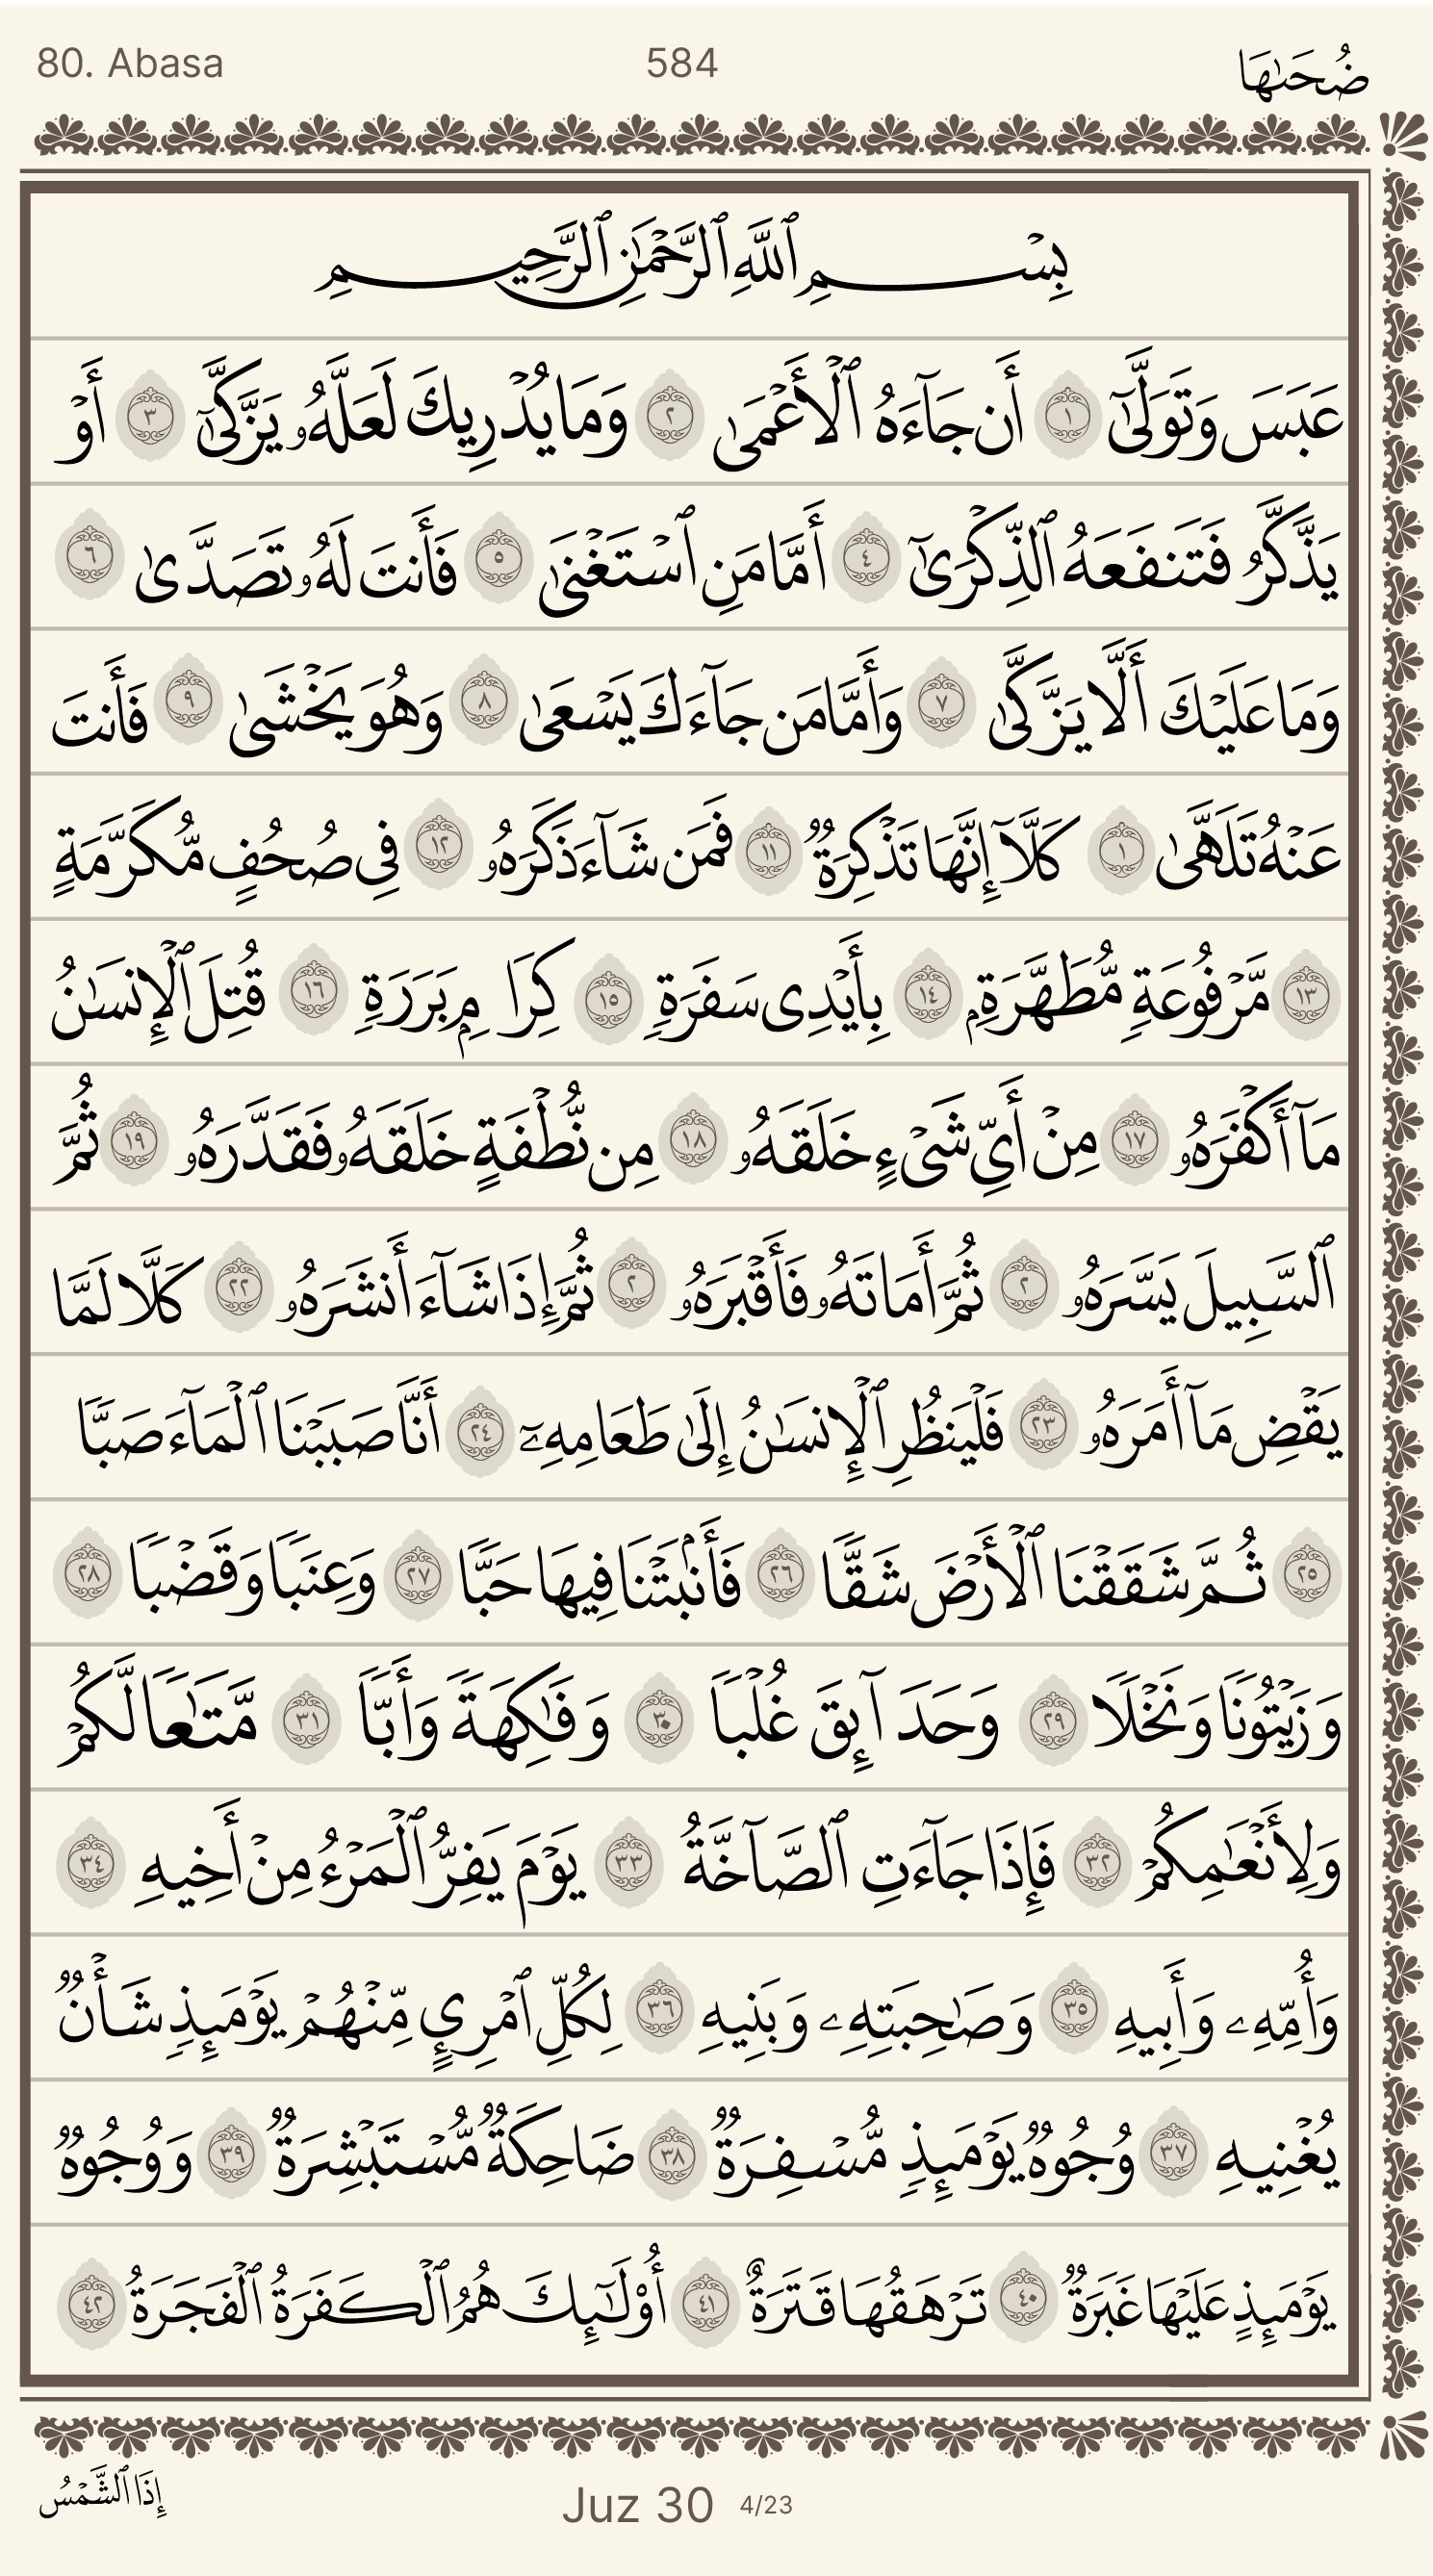 80. Abasa 584 ضُحَىٰهَا
بِسْمِ ٱللَّهِ ٱلرَّحْمَٰنِ ٱلرَّحِيمِ
عَبَسَ وَتَوَلَّىٰٓ ١ أَن جَآءَهُ ٱلْأَعْمَىٰ ٢ وَمَا يُدْرِيكَ لَعَلَّهُۥ يَزَّكَّىٰٓ ٣ أَوْ
يَذَّكَّرُ فَتَنفَعَهُ ٱلذِّكْرَىٰٓ ٤ أَمَّا مَنِ ٱسْتَغْنَىٰ ٥ فَأَنتَ لَهُۥ تَصَدَّىٰ ٦
وَمَا عَلَيْكَ أَلَّا يَزَّكَّىٰ ٧ وَأَمَّا مَن جَآءَكَ يَسْعَىٰ ٨ وَهُوَ يَخْشَىٰ ٩ فَأَنتَ
عَنْهُ تَلَهَّىٰ ١ كَلَّآ إِنَّهَا تَذْكِرَةٌ ١١ فَمَن شَآءَ ذَكَرَهُۥ ١٢ فِى صُحُفٍ مُّكَرَّمَةٍ
١٣ مَّرْفُوعَةٍ مُّطَهَّرَةٍۭ ١٤ بِأَيْدِى سَفَرَةٍ ١٥ كِرَامٍۭ بَرَرَةٍ ١٦ قُتِلَ ٱلْإِنسَٰنُ
مَآ أَكْفَرَهُۥ ١٧ مِنْ أَىِّ شَىْءٍ خَلَقَهُۥ ١٨ مِن نُّطْفَةٍ خَلَقَهُۥ فَقَدَّرَهُۥ ١٩ ثُمَّ
ٱلسَّبِيلَ يَسَّرَهُۥ ٢ ثُمَّ أَمَاتَهُۥ فَأَقْبَرَهُۥ ٢ ثُمَّ إِذَا شَآءَ أَنشَرَهُۥ ٢٢ كَلَّا لَمَّا
يَقْضِ مَآ أَمَرَهُۥ ٢٣ فَلْيَنظُرِ ٱلْإِنسَٰنُ إِلَىٰ طَعَامِهِۦٓ ٢٤ أَنَّا صَبَبْنَا ٱلْمَآءَ صَبًّا
٢٥ ثُمَّ شَقَقْنَا ٱلْأَرْضَ شَقًّا ٢٦ فَأَنۢبَتْنَا فِيهَا حَبًّا ٢٧ وَعِنَبًا وَقَضْبًا ٢٨
وَزَيْتُونًا وَنَخْلًا ٢٩ وَحَدَآئِقَ غُلْبًا ٣٠ وَفَٰكِهَةً وَأَبًّا ٣١ مَّتَٰعًا لَّكُمْ
وَلِأَنْعَٰمِكُمْ ٣٢ فَإِذَا جَآءَتِ ٱلصَّآخَّةُ ٣٣ يَوْمَ يَفِرُّ ٱلْمَرْءُ مِنْ أَخِيهِ ٣٤
وَأُمِّهِۦ وَأَبِيهِ ٣٥ وَصَٰحِبَتِهِۦ وَبَنِيهِ ٣٦ لِكُلِّ ٱمْرِئٍ مِّنْهُمْ يَوْمَئِذٍ شَأْنٌ
يُغْنِيهِ ٣٧ وُجُوهٌ يَوْمَئِذٍ مُّسْفِرَةٌ ٣٨ ضَاحِكَةٌ مُّسْتَبْشِرَةٌ ٣٩ وَوُجُوهٌ
يَوْمَئِذٍ عَلَيْهَا غَبَرَةٌ ٤٠ تَرْهَقُهَا قَتَرَةٌ ٤١ أُو۟لَٰٓئِكَ هُمُ ٱلْكَفَرَةُ ٱلْفَجَرَةُ ٤٢
إِذَا ٱلشَّمْسُ
Juz 30 4/23